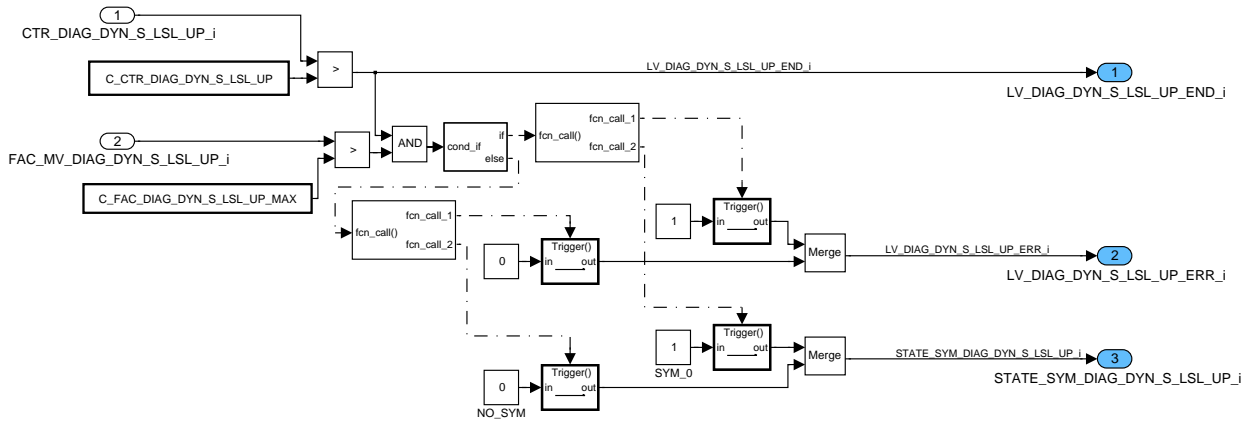 1
CTR_DIAG_DYN_S_LSL_UP_i
C_CTR_DIAG_DYN_S_LSL_UP
>
LV_DIAG_DYN_S_LSL_UP_END_i
1
LV_DIAG_DYN_S_LSL_UP_END_i
2
FAC_MV_DIAG_DYN_S_LSL_UP_i
C_FAC_DIAG_DYN_S_LSL_UP_MAX
>
AND
cond_if
if
else
fcn_call()
fcn_call_1
fcn_call_2
fcn_call()
fcn_call_1
fcn_call_2
1
Trigger()
in
out
0
Trigger()
in
out
Merge
LV_DIAG_DYN_S_LSL_UP_ERR_i
2
LV_DIAG_DYN_S_LSL_UP_ERR_i
1
SYM_0
Trigger()
in
out
0
NO_SYM
Trigger()
in
out
Merge
STATE_SYM_DIAG_DYN_S_LSL_UP_i
3
STATE_SYM_DIAG_DYN_S_LSL_UP_i